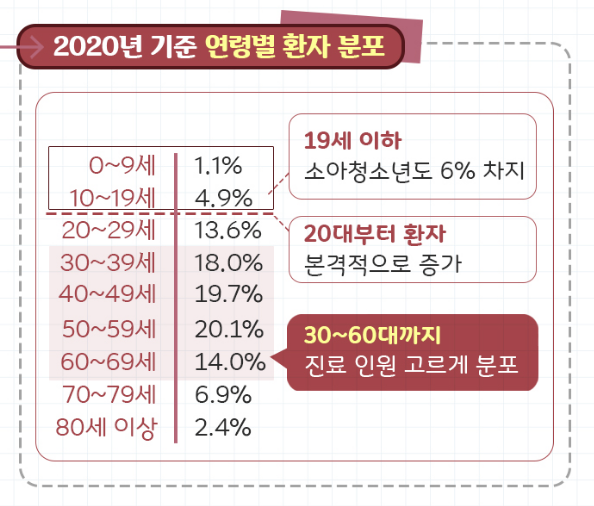 2020년 기준 연령별 환자 분포
0~9세 1.1%
10~19세 4.9%
20~29세 13.6%
30~39세 18.0%
40~49세 19.7%
50~59세 20.1%
60~69세 14.0%
70~79세 6.9%
80세 이상 2.4%
19세 이하
소아청소년도 6% 차지
20대부터 환자
본격적으로 증가
30~60대까지
진료 인원 고르게 분포